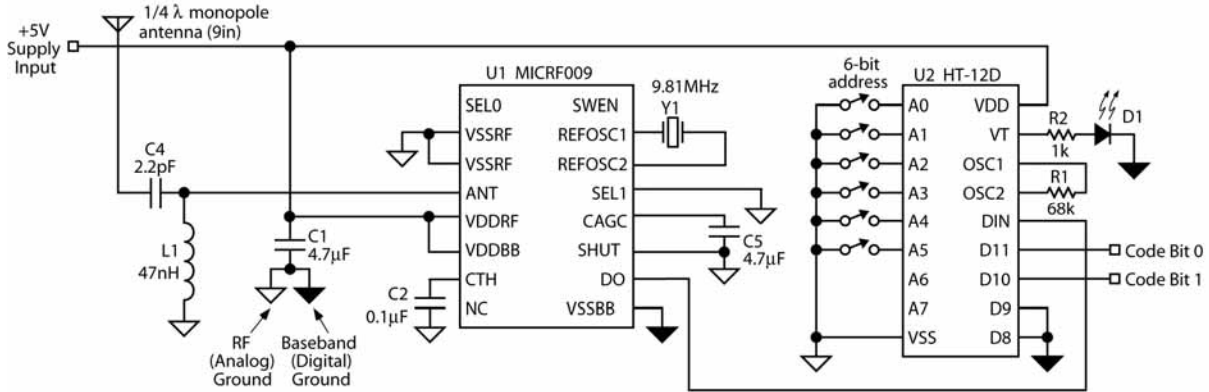 1/4 λ monopole
antenna (9in)
+5V
Supply
Input
C4
2.2pF
L1
47nH
C1
4.7µF
RF
(Analog)
Ground
Baseband
(Digital)
Ground
C2
0.1µF
U1 MICRF009
SEL0
VSSRF
VSSRF
ANT
VDDRF
VDDBB
CTH
NC
SWEN
REFOSC1
REFOSC2
SEL1
CAGC
SHUT
DO
VSSBB
9.81MHz
Y1
C5
4.7µF
6-bit
address
U2 HT-12D
A0
A1
A2
A3
A4
A5
A6
A7
VSS
VDD
VT
OSC1
OSC2
DIN
D11
D10
D9
D8
R2
1k
D1
R1
68k
Code Bit 0
Code Bit 1